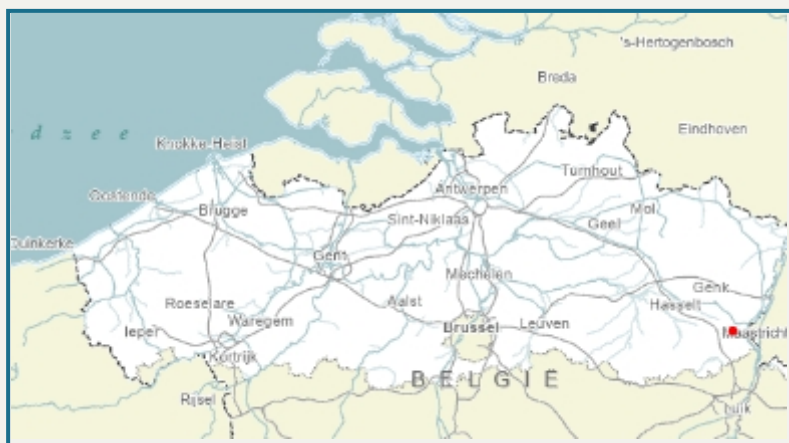 's-Hertogenbosch
Breda
d z e e
Eindhoven
Knokke-Heist
Turnhout
Antwerpen
Oostende
Mol
Brugge
Sint-Niklaas
Geel
Duinkerke
Gent
Mechelen
Genk
Roeselare
Aalst
Hasselt
Waregem
Ieper
Brussel
Leuven
Maastricht
Kortrijk
BELGIË
Rijsel
Luik